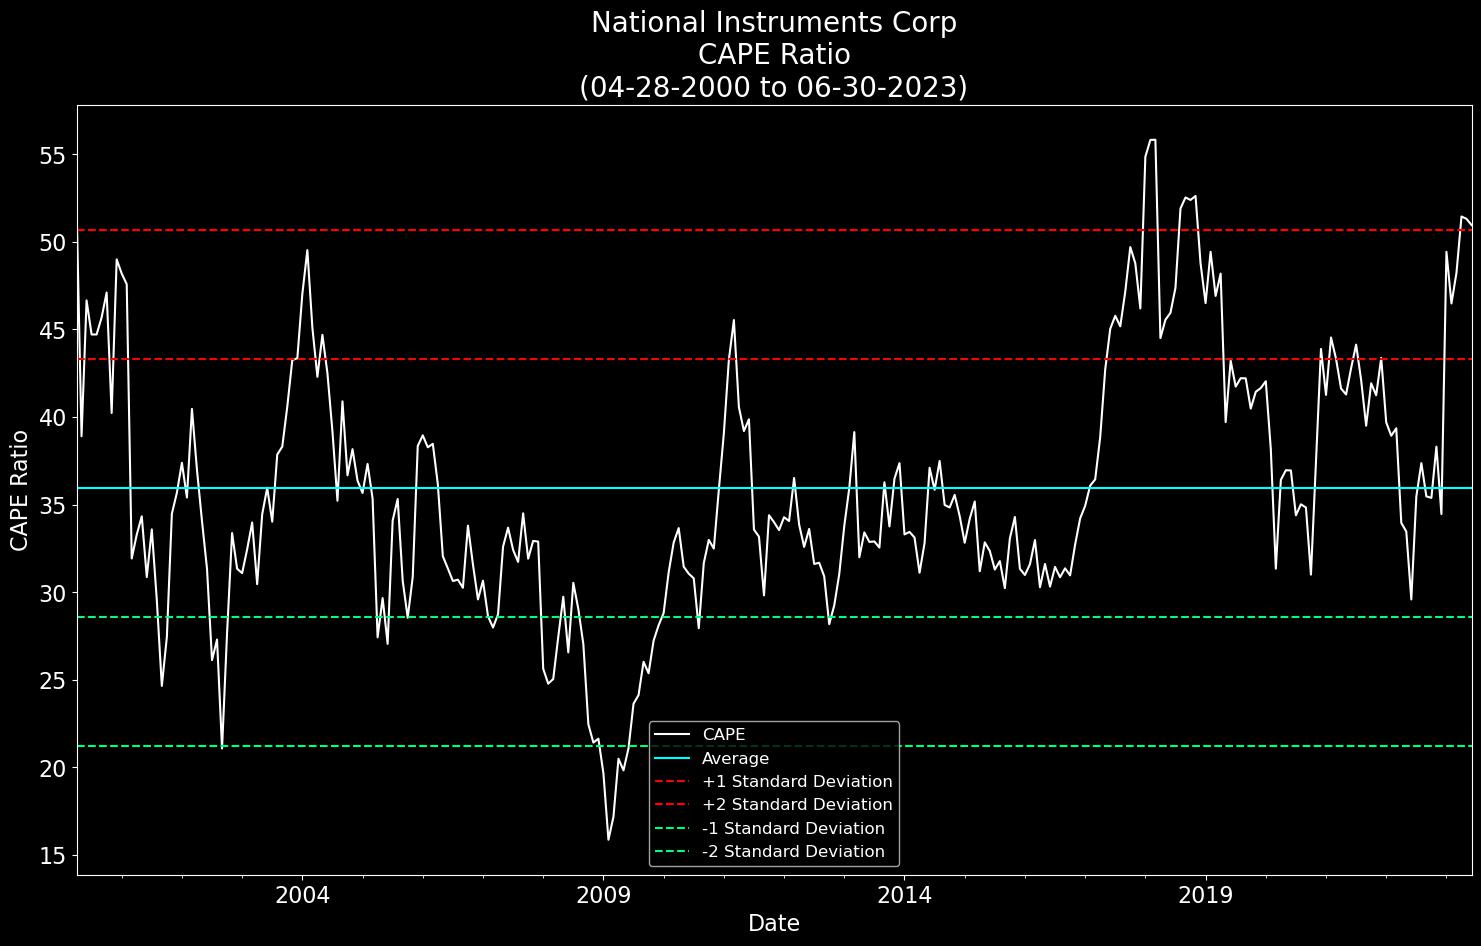 National Instruments Corp
CAPE Ratio
(04-28-2000 to 06-30-2023)
CAPE Ratio
55
50
45
40
35
30
25
20
15
CAPE
Average
+1 Standard Deviation
+2 Standard Deviation
-1 Standard Deviation
-2 Standard Deviation
2004 2009 2014 2019
Date